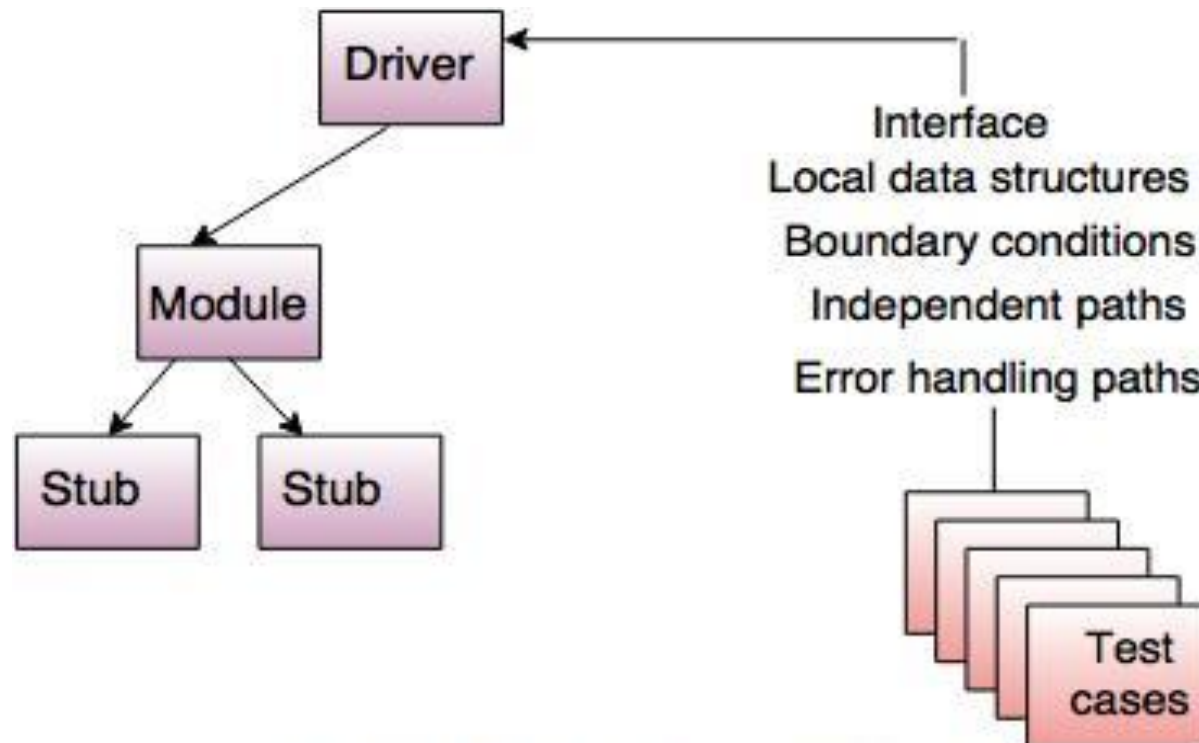 Driver
Interface
Local data structures
Boundary conditions
Independent paths
Error handling paths
Module
Stub
Stub
Test
cases